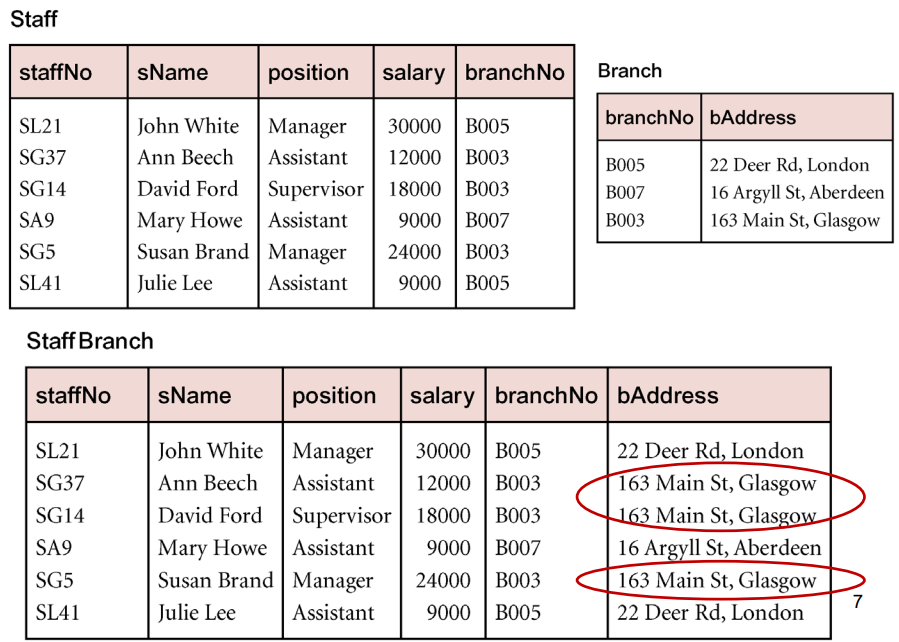 Staff
staffNo sName position salary branchNo
SL21 John White Manager 30000 B005
SG37 Ann Beech Assistant 12000 B003
SG14 David Ford Supervisor 18000 B003
SA9 Mary Howe Assistant 9000 B007
SG5 Susan Brand Manager 24000 B003
SL41 Julie Lee Assistant 9000 B005
Branch
branchNo bAddress
B005 22 Deer Rd, London
B007 16 Argyll St, Aberdeen
B003 163 Main St, Glasgow
StaffBranch
staffNo sName position salary branchNo bAddress
SL21 John White Manager 30000 B005 22 Deer Rd, London
SG37 Ann Beech Assistant 12000 B003 163 Main St, Glasgow
SG14 David Ford Supervisor 18000 B003 163 Main St, Glasgow
SA9 Mary Howe Assistant 9000 B007 16 Argyll St, Aberdeen
SG5 Susan Brand Manager 24000 B003 163 Main St, Glasgow
SL41 Julie Lee Assistant 9000 B005 22 Deer Rd, London
7